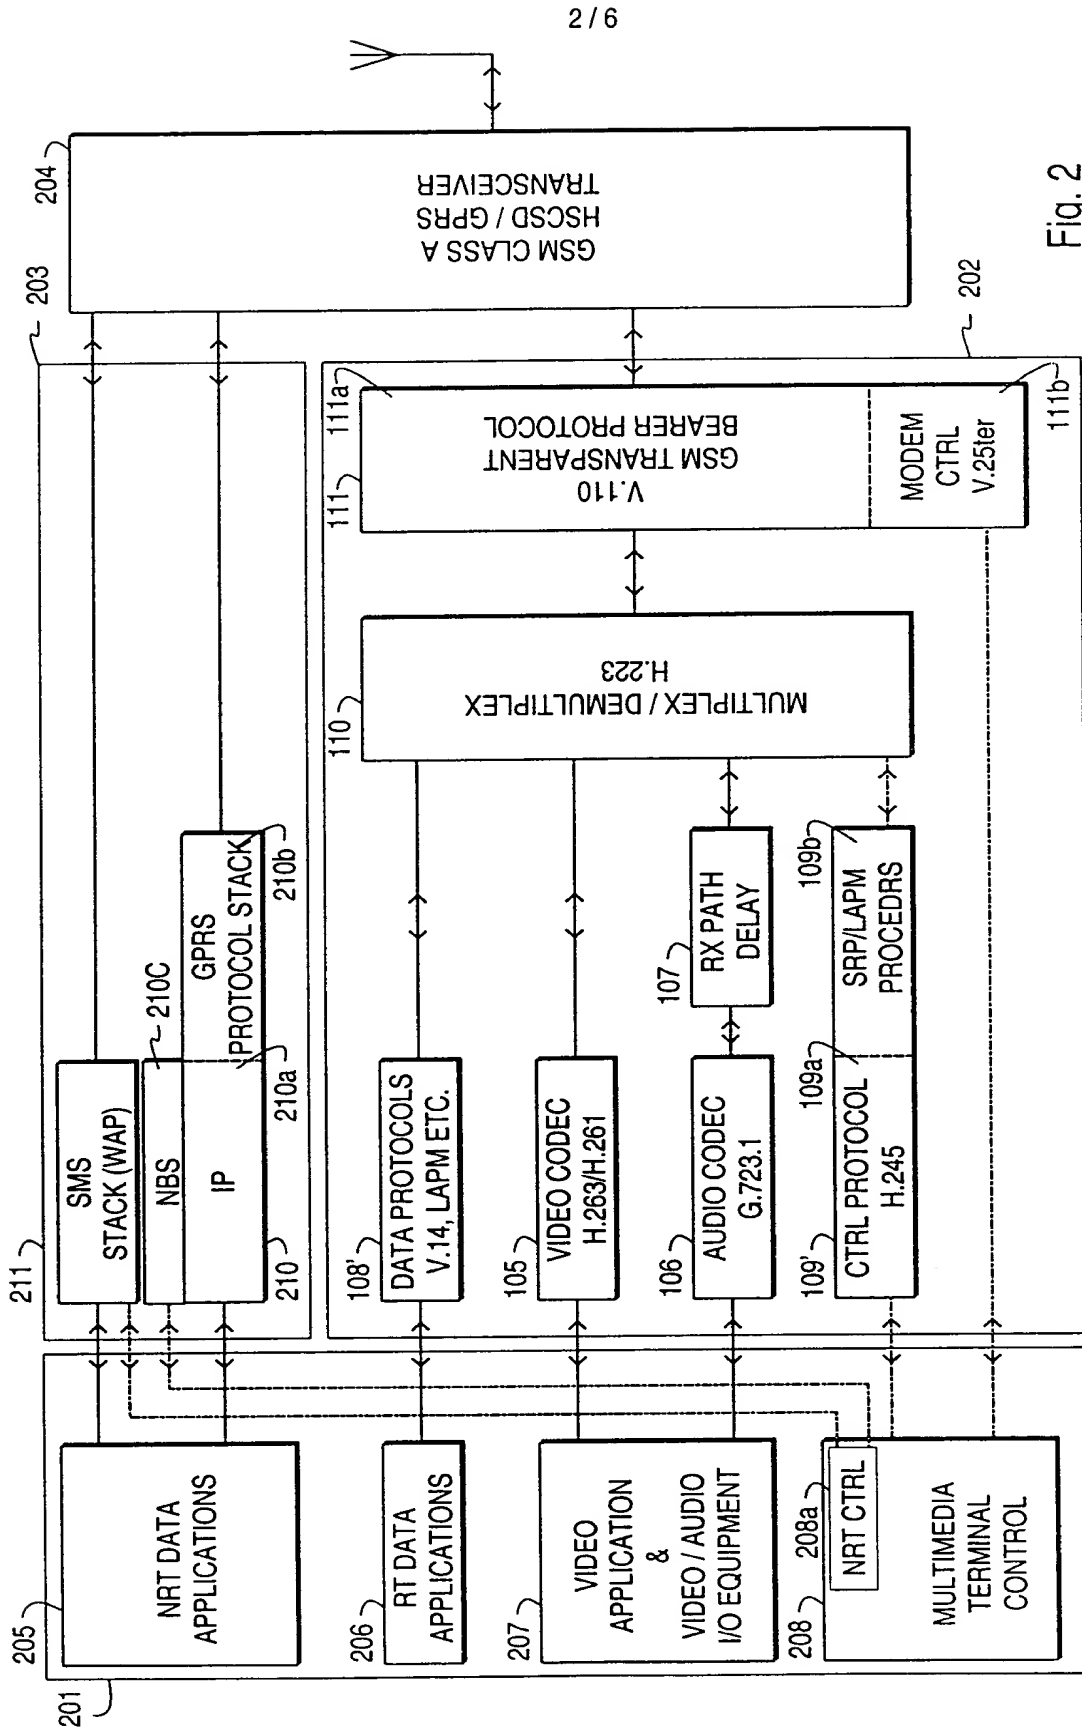 2 / 6
201
205
NRT DATA
APPLICATIONS
206
RT DATA
APPLICATIONS
207
VIDEO
APPLICATION
&
VIDEO / AUDIO
I/O EQUIPMENT
208
208a
NRT CTRL
MULTIMEDIA
TERMINAL
CONTROL
203
211
SMS
STACK (WAP)
NBS
210C
IP
210
210a
GPRS
PROTOCOL STACK
210b
202
108'
DATA PROTOCOLS
V.14, LAPM ETC.
105
VIDEO CODEC
H.263/H.261
106
AUDIO CODEC
G.723.1
107
RX PATH
DELAY
109'
CTRL PROTOCOL
H.245
109a
SRP/LAPM
PROCEDRS
109b
110
MULTIPLEX / DEMULTIPLEX
H.223
111
111a
V.110
GSM TRANSPARENT
BEARER PROTOCOL
MODEM
CTRL
V.25ter
111b
204
GSM CLASS A
HSCSD / GPRS
TRANSCEIVER
Fig. 2